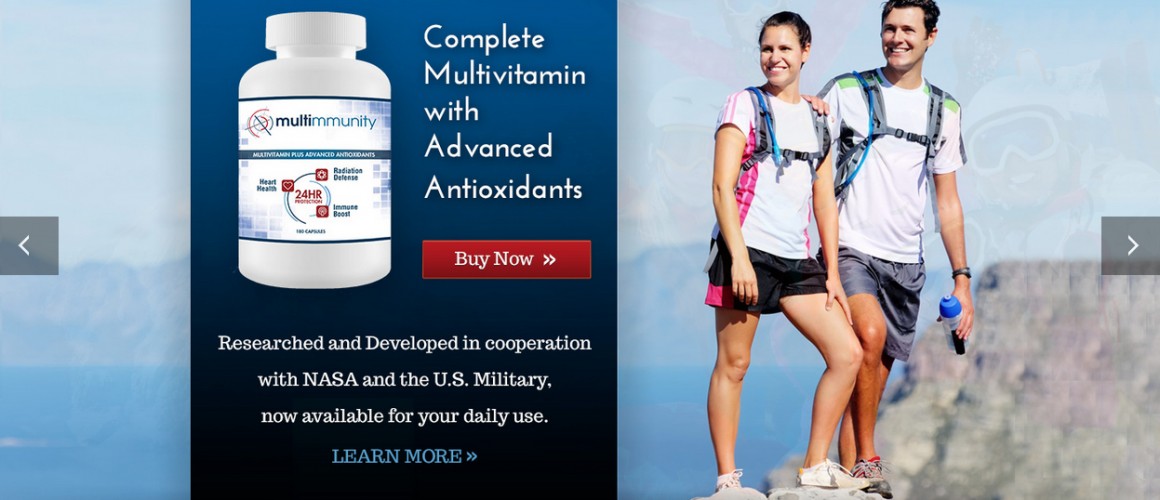 Complete
Multivitamin
with
Advanced
Antioxidants
multimmunity
MULTIVITAMIN PLUS ADVANCED ANTIOXIDANTS
Heart
Health
Radiation
Defense
24HR
PROTECTION
Immune
Boost
180 CAPSULES
Buy Now »
Researched and Developed in cooperation
with NASA and the U.S. Military,
now available for your daily use.
LEARN MORE »